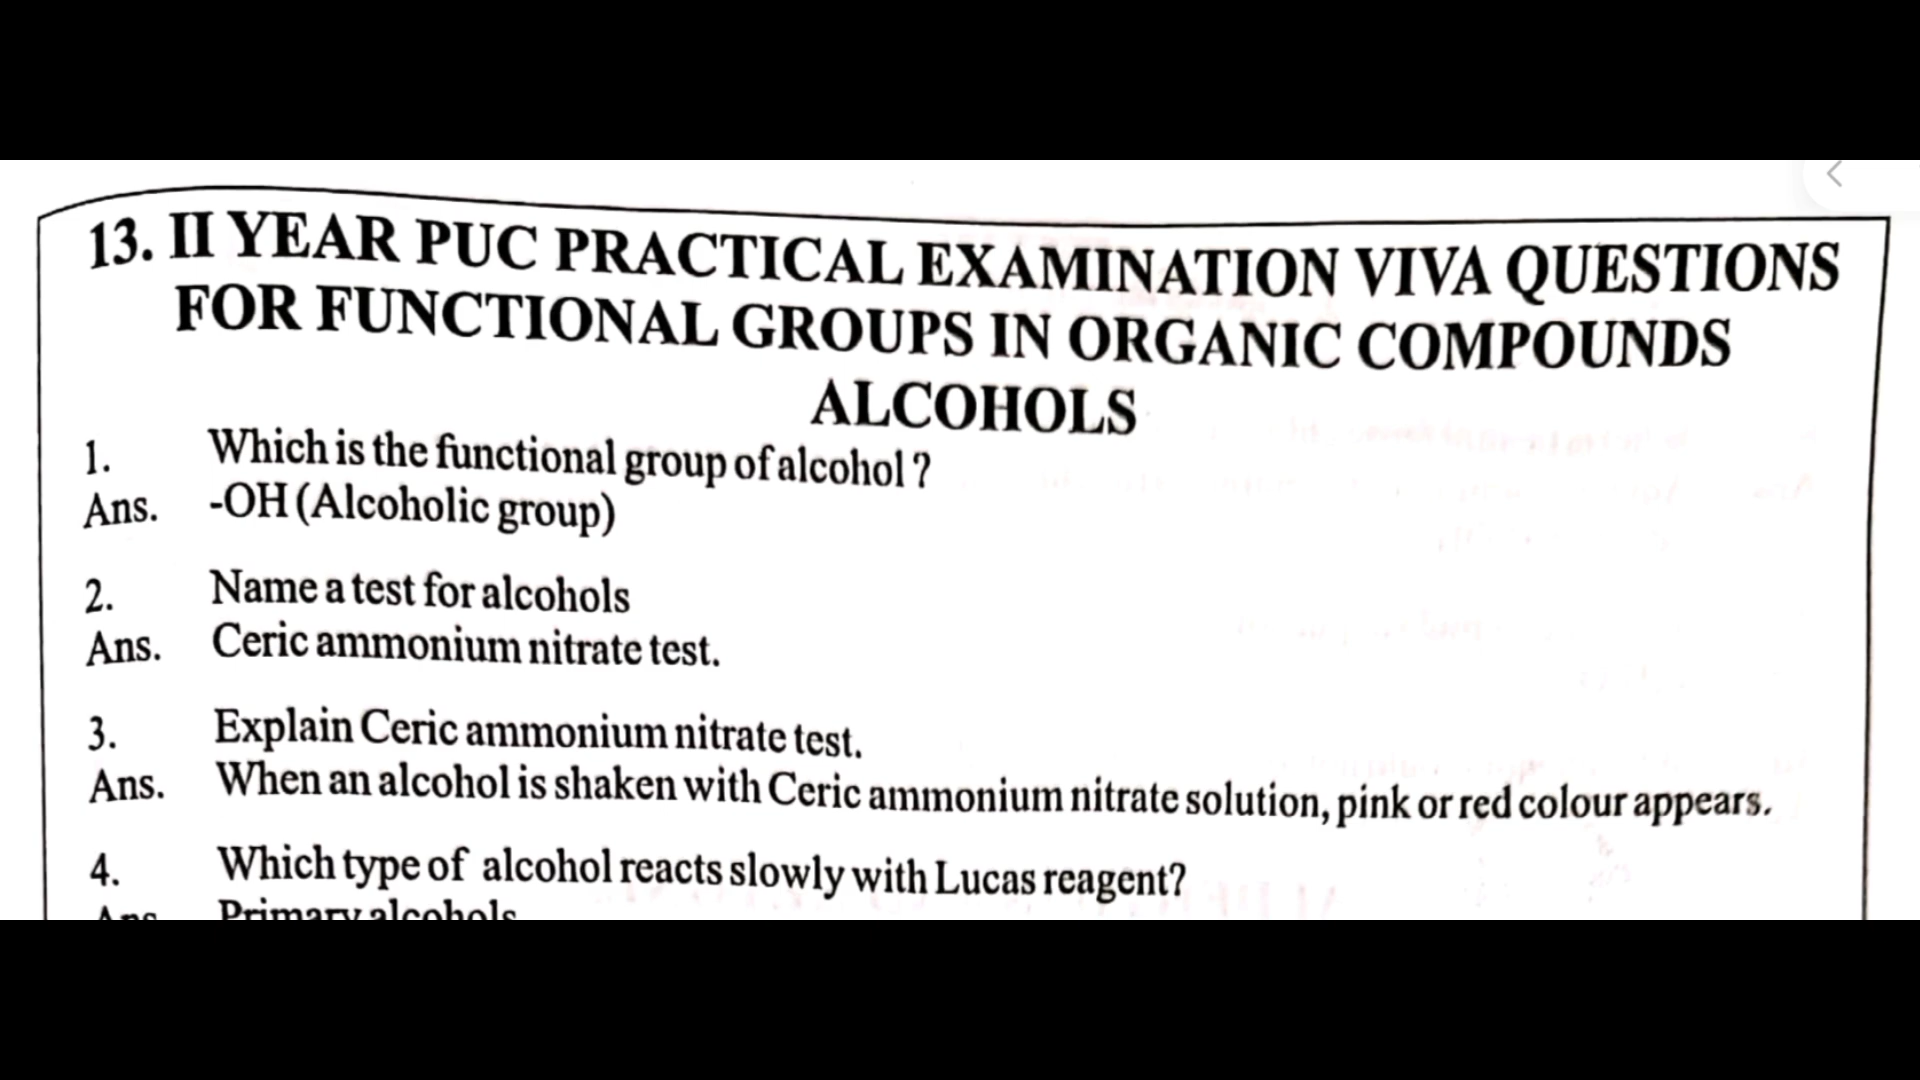 13. II YEAR PUC PRACTICAL EXAMINATION VIVA QUESTIONS
FOR FUNCTIONAL GROUPS IN ORGANIC COMPOUNDS
ALCOHOLS
1. Which is the functional group of alcohol ?
Ans. -OH (Alcoholic group)
2. Name a test for alcohols
Ans. Ceric ammonium nitrate test.
3. Explain Ceric ammonium nitrate test.
Ans. When an alcohol is shaken with Ceric ammonium nitrate solution, pink or red colour appears.
4. Which type of alcohol reacts slowly with Lucas reagent?
Ans Primary alcohols